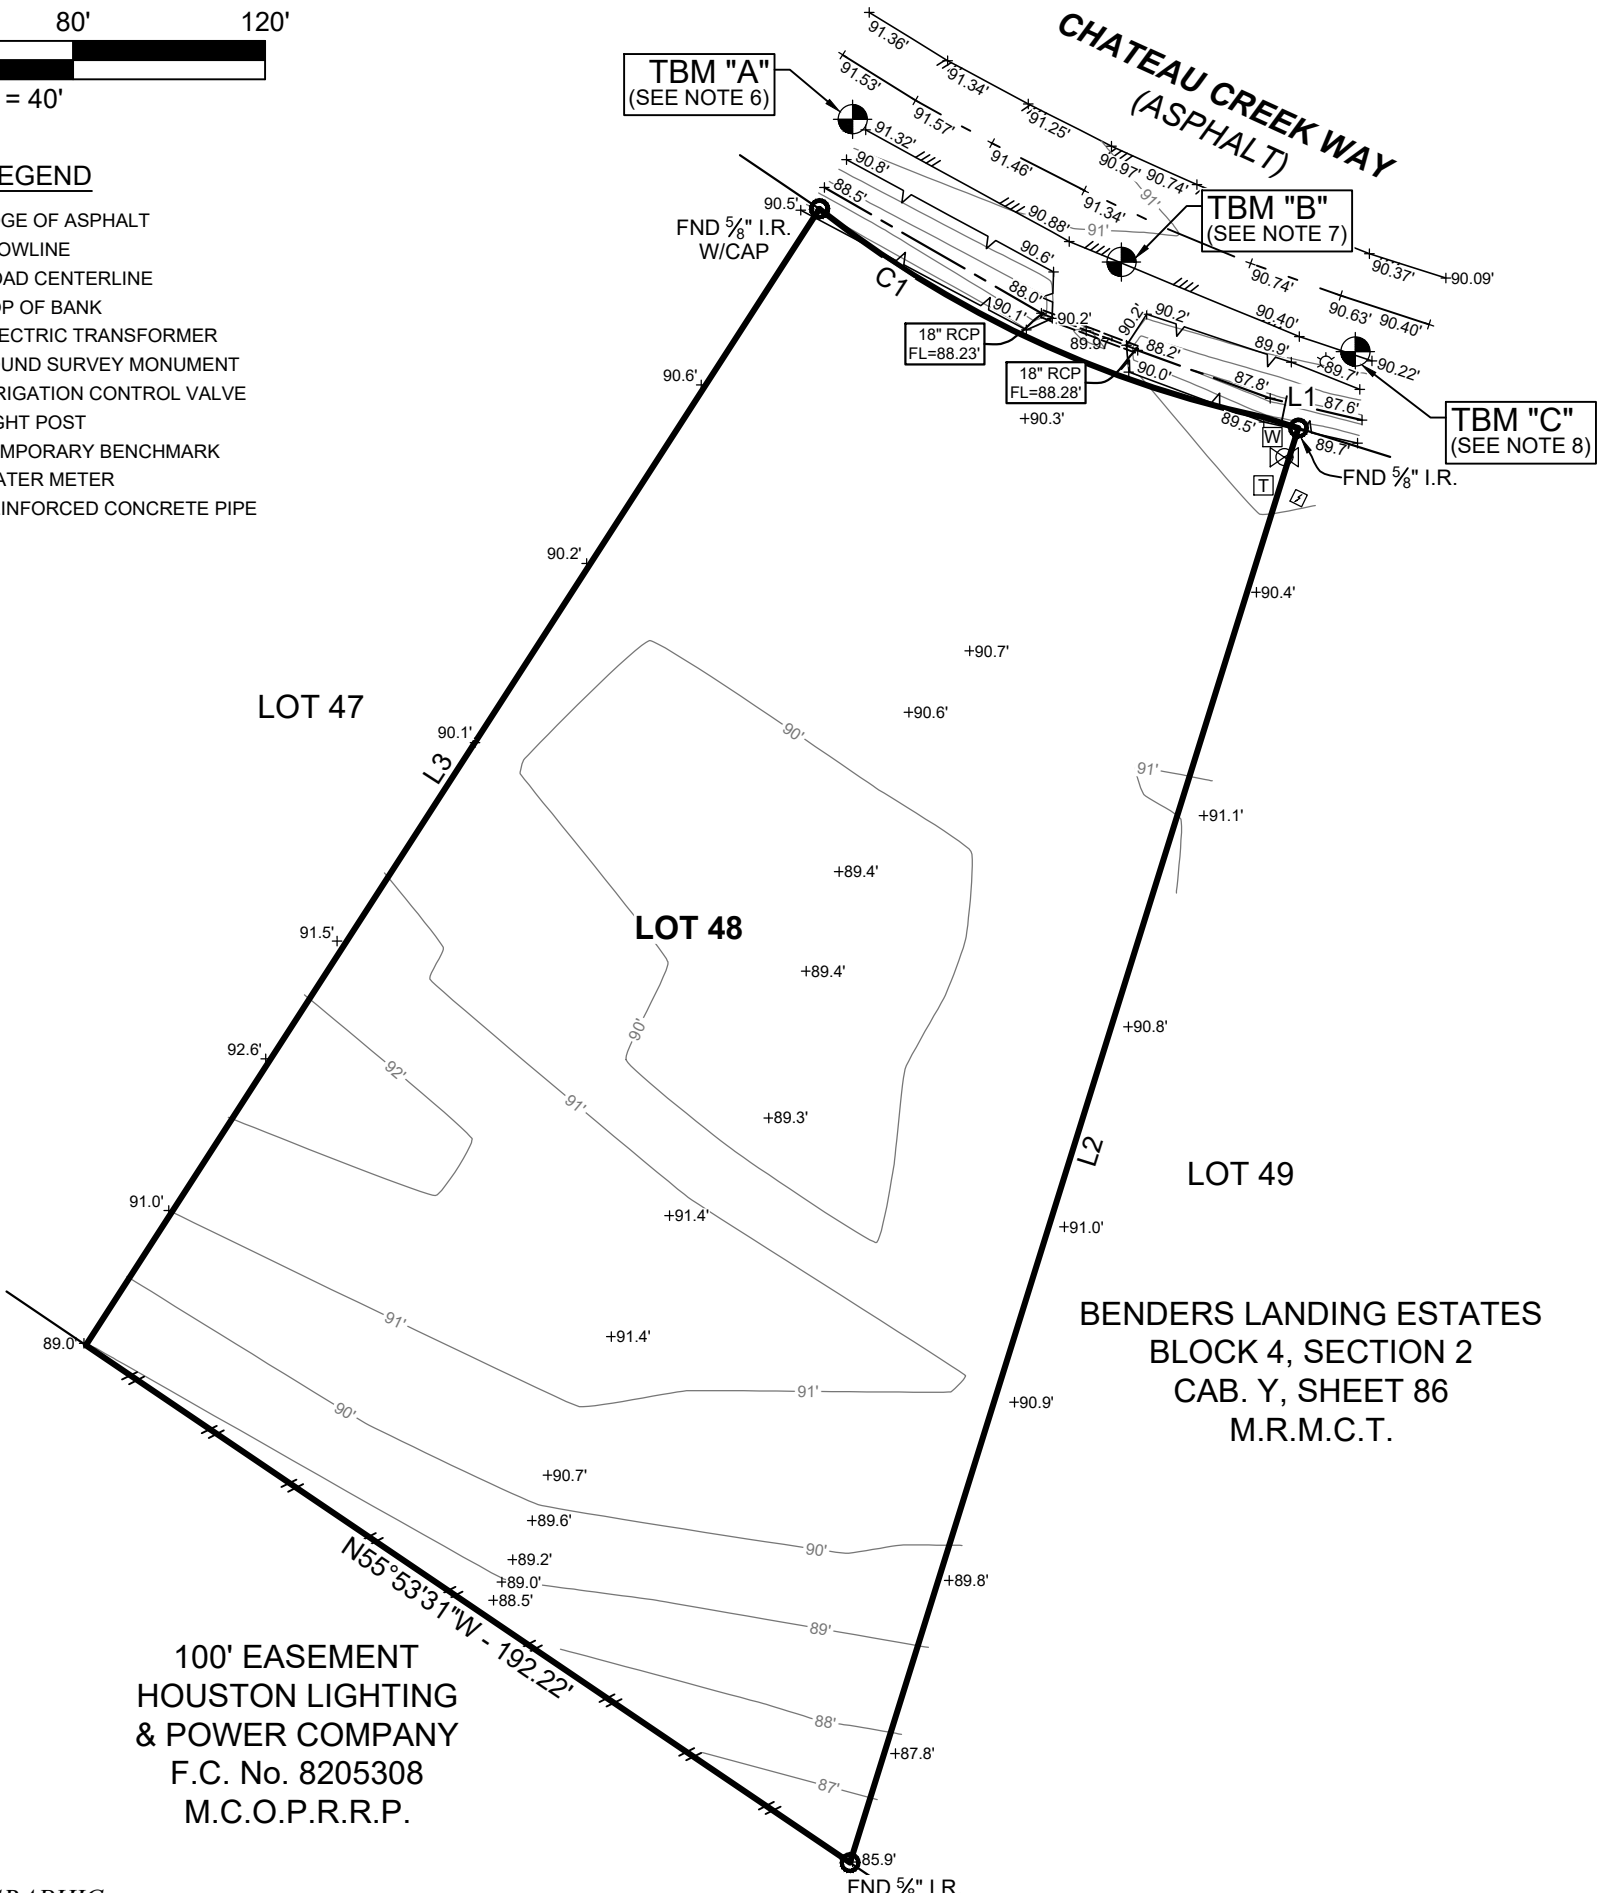 80' 120'
= 40'
EGEND
GE OF ASPHALT
OWLINE
OAD CENTERLINE
OP OF BANK
ECTRIC TRANSFORMER
UND SURVEY MONUMENT
RIGATION CONTROL VALVE
GHT POST
MPORARY BENCHMARK
ATER METER
INFORCED CONCRETE PIPE
TBM "A"
(SEE NOTE 6)
CHATEAU CREEK WAY
(ASPHALT)
91.36'
91.34'
91.25'
90.97'
90.74'
90.37'
90.09'
91.53'
91.57'
91.46'
91.34'
90.74'
90.63'
90.40'
91'
91'
91.32'
90.88'
90.40'
90.22'
TBM "B"
(SEE NOTE 7)
90.8'
90.6'
88.5'
88.0'
90.5'
90.1'
90.2'
89.9'
90.2'
90.2'
88.2'
90.0'
89.9'
89.7'
87.8'
87.6'
89.5'
89.7'
FND ⅝" I.R.
W/CAP
C1
18" RCP
FL=88.23'
18" RCP
FL=88.28'
L1
TBM "C"
(SEE NOTE 8)
W
T
FND ⅝" I.R.
+90.3'
90.6'
90.2'
+90.4'
+90.7'
+90.6'
LOT 47
90.1'
L3
90'
91'
+91.1'
+89.4'
LOT 48
91.5'
+89.4'
90'
+90.8'
92.6'
92'
91'
+89.3'
L2
LOT 49
91.0'
+91.4'
+91.0'
91'
+91.4'
BENDERS LANDING ESTATES
BLOCK 4, SECTION 2
CAB. Y, SHEET 86
M.R.M.C.T.
89.0'
91'
+90.9'
90'
+90.7'
+89.6'
90'
+89.2'
+89.0'
+88.5'
+89.8'
89'
N55°53'31"W - 192.22'
100' EASEMENT
HOUSTON LIGHTING
& POWER COMPANY
F.C. No. 8205308
M.C.O.P.R.R.P.
88'
+87.8'
87'
85.9'
FND ⅝" I.R.